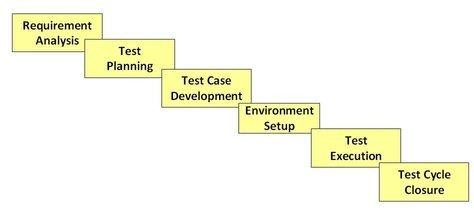 Requirement
Analysis
Test
Planning
Test Case
Development
Environment
Setup
Test
Execution
Test Cycle
Closure